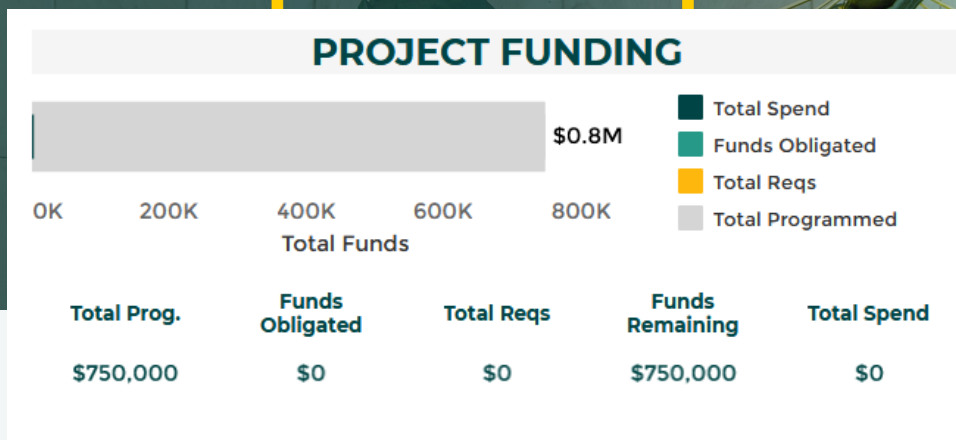 PROJECT FUNDING
$0.8M
0K 200K 400K 600K 800K
Total Funds
Total Spend
Funds Obligated
Total Reqs
Total Programmed
Total Prog. Funds Obligated Total Reqs Funds Remaining Total Spend
$750,000 $0 $0 $750,000 $0